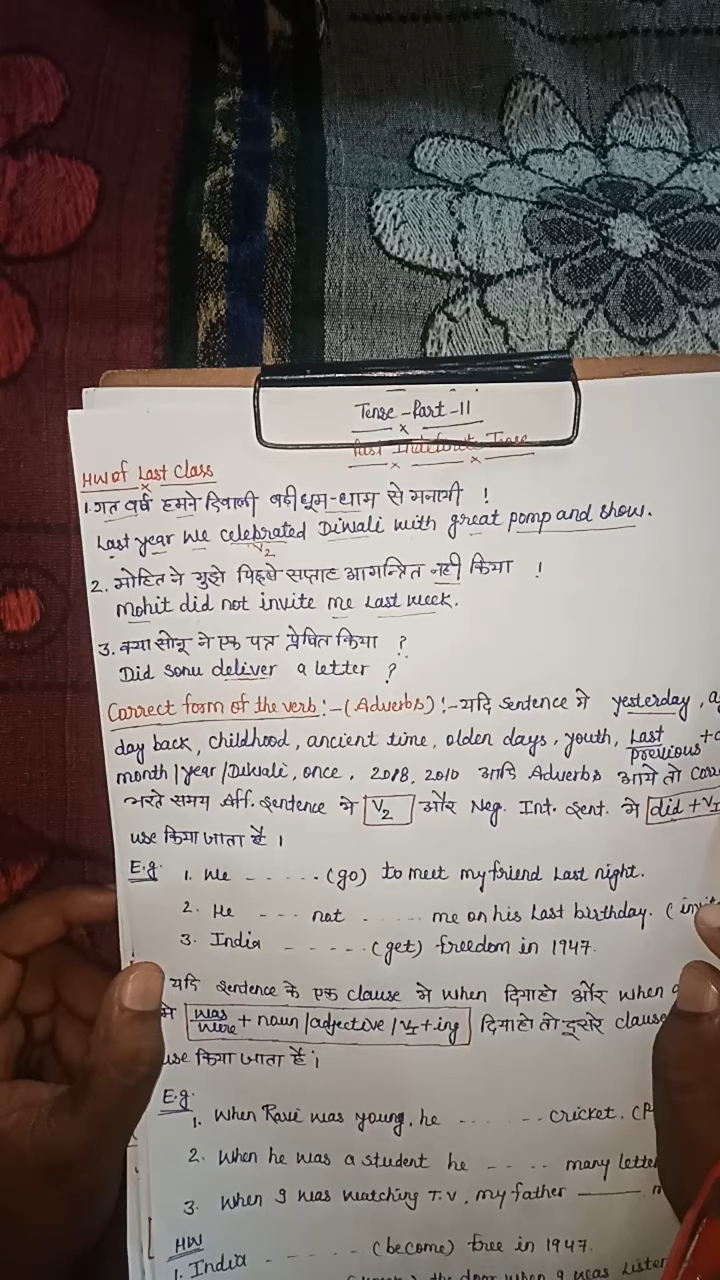 Tense-Part-11
Past Indefinite Tense
HW of Last Class
1. गत वर्ष हमने दिवाली बड़ी धूम-धाम से मनायी !
Last year we celebrated Diwali with great pomp and show.
V2
2. मोहित ने मुझे पिछले सप्ताह आमन्त्रित नही किया !
Mohit did not invite me Last week.
3. क्या सोनू ने एक पत्र प्रेषित किया ?
Did sonu deliver a letter ?
Correct form of the verb:-(Adverbs):- यदि sentence मे yesterday,
day back, childhood, ancient time, olden days, youth, Last/Previous +
month/year/Diwali, once, 2018, 2010 आदि Adverbs आये तो
भरते समय Aff. sentence मे V2 और Neg. Int. sent. मे did + V1
use किया जाता है ।
E.g. 1. We ------ (go) to meet my friend Last night.
2. He --- not ----- me on his Last birthday.
3. India ------ (get) freedom in 1947.
यदि sentence के एक clause मे when दिया हो और when
मे was/were + noun/adjective/V1+ing दिया हो तो दूसरे clause
use किया जाता है ।
E.g.
1. When Ravi was young, he ------ cricket.
2. When he was a student he ----- many
3. When I was watching T.V, my father ____
HW
1. India ------ (become) free in 1947.
the door when I was